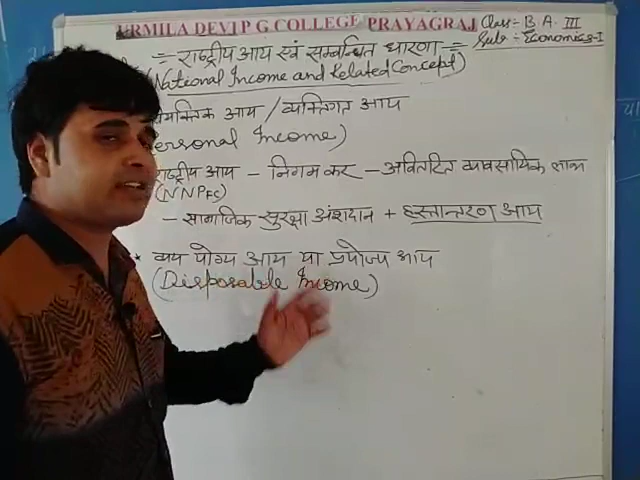 URMILA DEVI P G COLLEGE PRAYAGRAJ
Class:- B.A. III
Sub:- Economics-I
:= राष्ट्रीय आय एवं सम्बन्धित धारणा :=
(National Income and Related Concept)
आय / व्यक्तिगत आय
Income)
आय - निगम कर - अवितरित व्यवसायिक लाभ
(NNPFC)
- सामाजिक सुरक्षा अंशदान + हस्तान्तरण आय
* व्यय योग्य आय या प्रयोज्य आय
(Disposable Income)